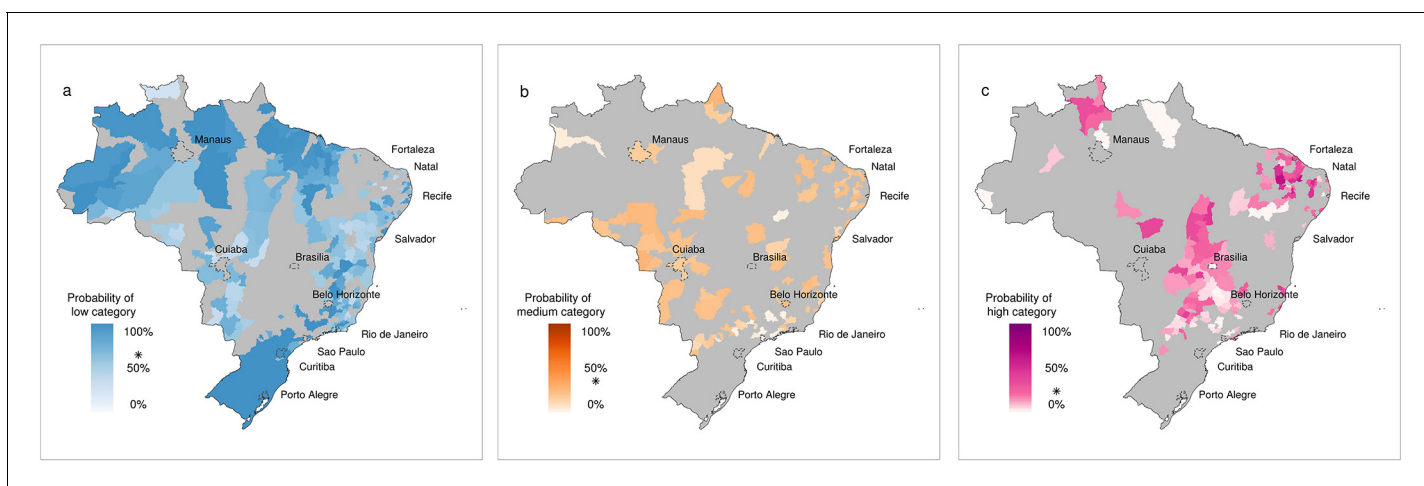 a
Manaus
Fortaleza
Natal
Recife
Salvador
Cuiaba
Brasilia
Belo Horizonte
Rio de Janeiro
Sao Paulo
Curitiba
Porto Alegre
Probability of
low category
100%
*
50%
0%
b
Manaus
Fortaleza
Natal
Recife
Salvador
Cuiaba
Brasilia
Belo Horizonte
Rio de Janeiro
Sao Paulo
Curitiba
Porto Alegre
Probability of
medium category
100%
50%
*
0%
c
Manaus
Fortaleza
Natal
Recife
Salvador
Cuiaba
Brasilia
Belo Horizonte
Rio de Janeiro
Sao Paulo
Curitiba
Porto Alegre
Probability of
high category
100%
50%
*
0%